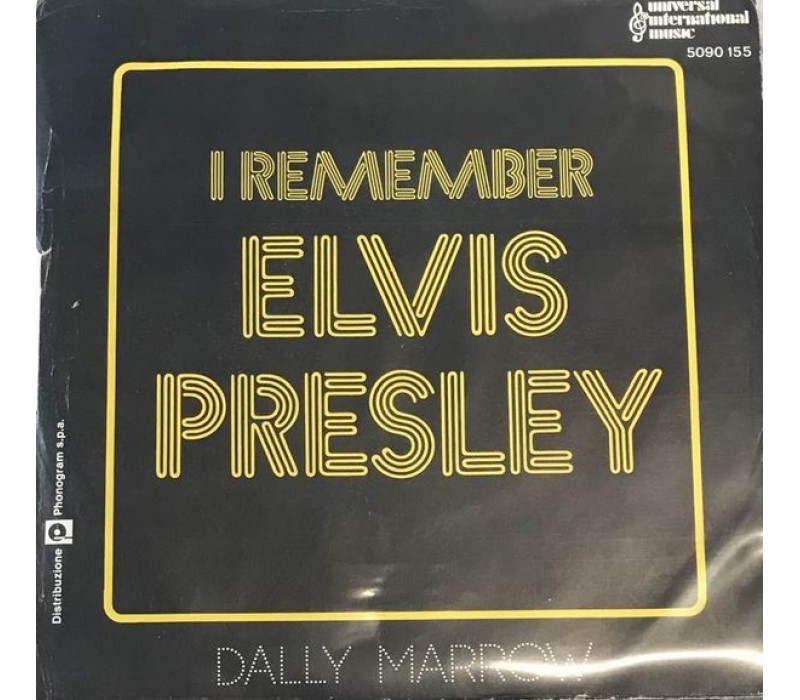 universal
international
music
5090 155
I REMEMBER
ELVIS
PRESLEY
Distribuzione Phonogram s.p.a.
DALLY MARROW